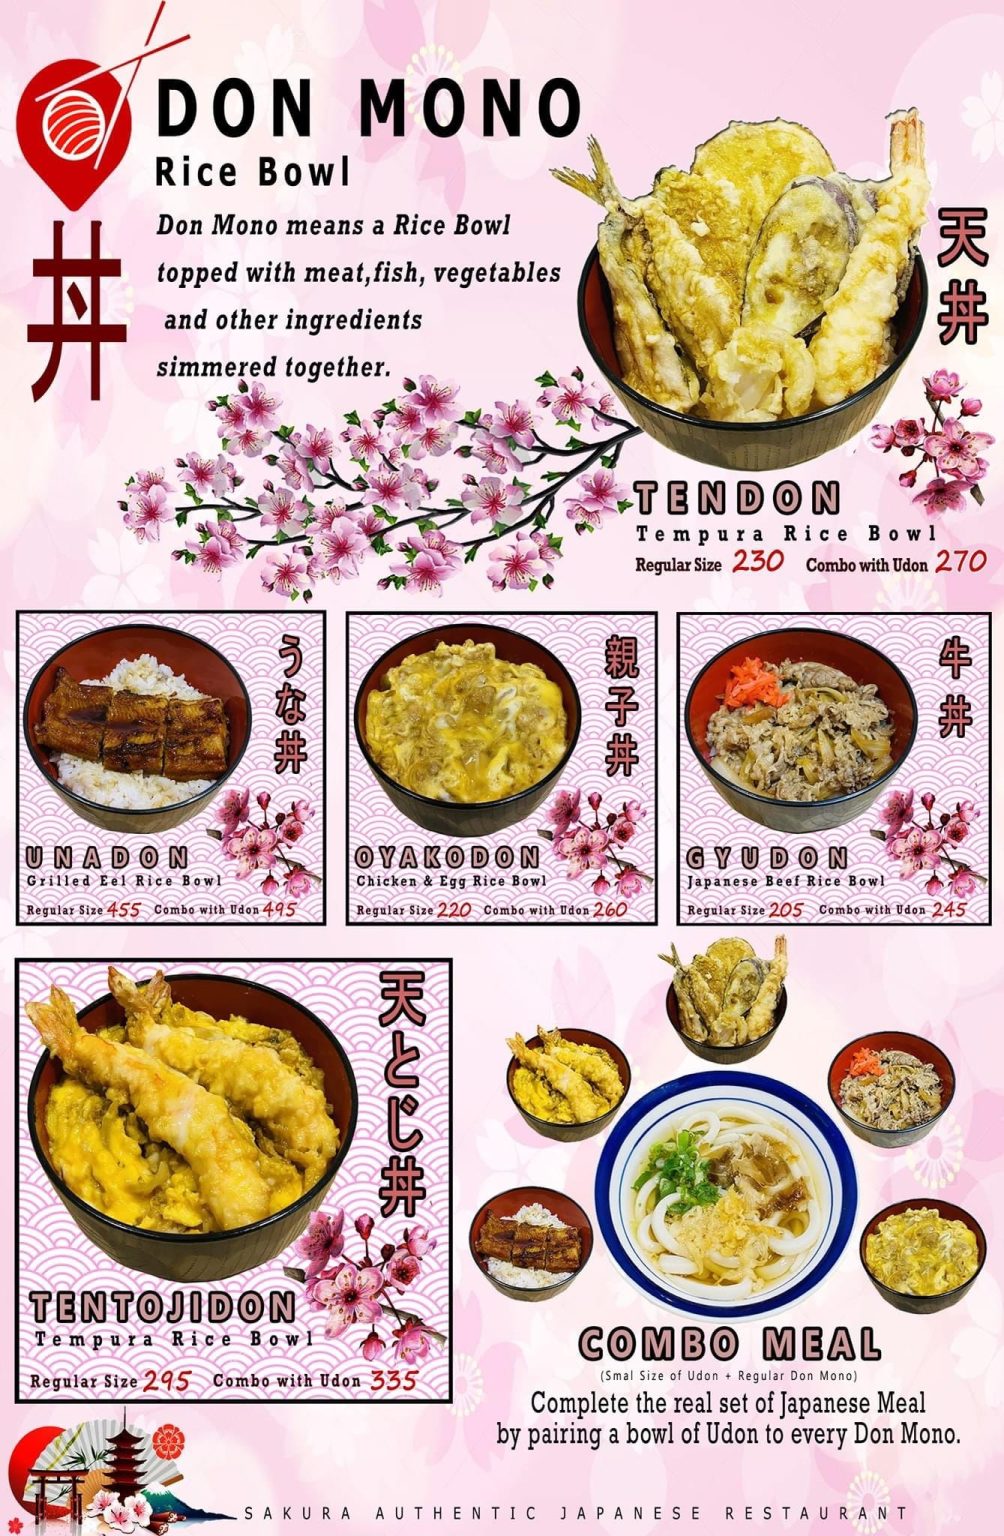 DON MONO
Rice Bowl
丼
Don Mono means a Rice Bowl
topped with meat,fish, vegetables
and other ingredients
simmered together.
天丼
TENDON
Tempura Rice Bowl
Regular Size 230 Combo with Udon 270
うな丼
UNADON
Grilled Eel Rice Bowl
Regular Size 455 Combo with Udon 495
親子丼
OYAKODON
Chicken & Egg Rice Bowl
Regular Size 220 Combo with Udon 260
牛丼
GYUDON
Japanese Beef Rice Bowl
Regular Size 205 Combo with Udon 245
天とじ丼
TENTOJIDON
Tempura Rice Bowl
Regular Size 295 Combo with Udon 335
COMBO MEAL
(Smal Size of Udon + Regular Don Mono)
Complete the real set of Japanese Meal
by pairing a bowl of Udon to every Don Mono.
SAKURA AUTHENTIC JAPANESE RESTAURANT